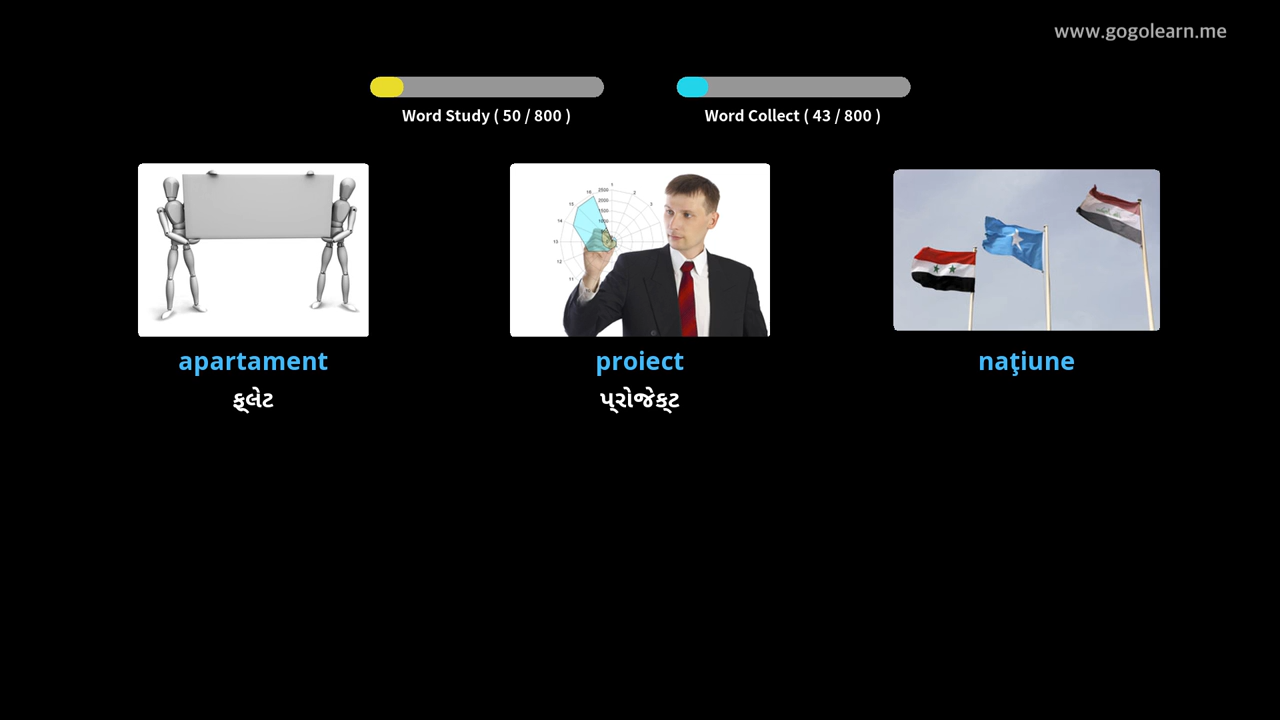 www.gogolearn.me
Word Study ( 50 / 800 )
Word Collect ( 43 / 800 )
apartament
proiect
naţiune
ફ્લેટ
પ્રોજેક્ટ